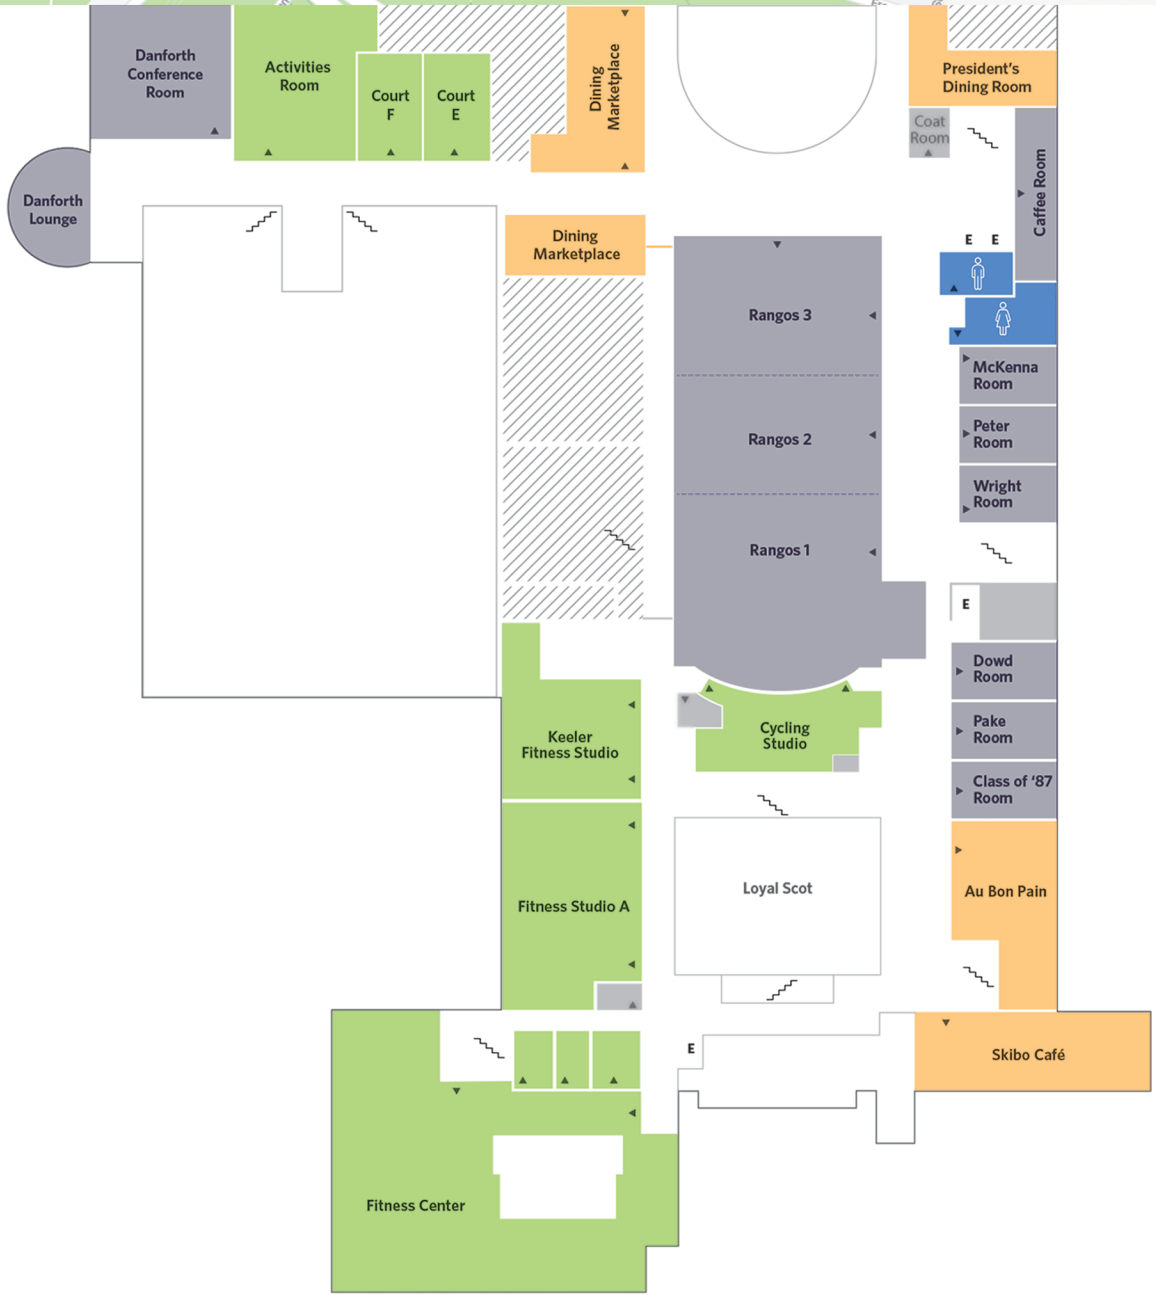 Danforth
Conference
Room
Activities
Room
Court
F
Court
E
Dining
Marketplace
President's
Dining Room
Coat
Room
Caffee Room
Danforth
Lounge
Dining
Marketplace
E E
Rangos 3
McKenna
Room
Rangos 2
Peter
Room
Wright
Room
Rangos 1
E
Dowd
Room
Keeler
Fitness Studio
Cycling
Studio
Pake
Room
Class of ‘87
Room
Fitness Studio A
Loyal Scot
Au Bon Pain
E
Skibo Café
Fitness Center